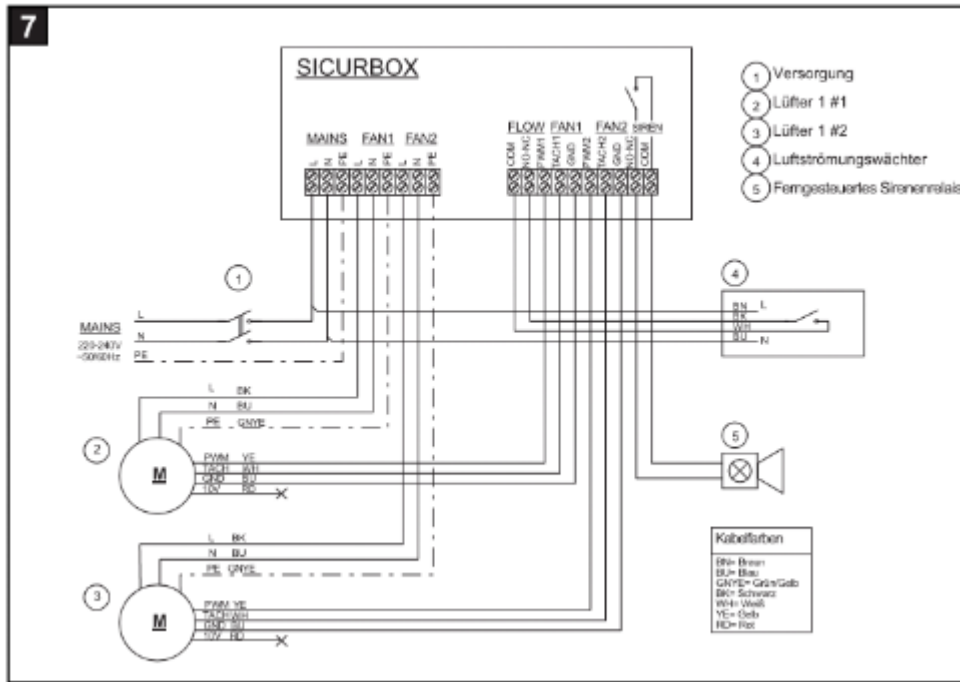 7
SICURBOX
MAINS FAN1 FAN2
L N PE L N PE L N PE
FLOW FAN1 FAN2 SIREN
COM NO-NC PWM1 TACH1 GND PWM2 TACH2 GND NO-NC COM
1 Versorgung
2 Lüfter 1 #1
3 Lüfter 1 #2
4 Luftströmungswächter
5 Ferngesteuertes Sirenenrelais
1
L
MAINS
N
220-240V
~50/60Hz
PE
4
BN L
BK
WH
BU N
L BK
N BU
PE GNYE
2
M
PWM YE
TACH WH
GND BU
10V RD
5
L BK
N BU
PE GNYE
3
M
PWM YE
TACH WH
GND BU
10V RD
Kabelfarben
BN= Braun
BU= Blau
GNYE= Grün/Gelb
BK= Schwarz
WH= Weiß
YE= Gelb
RD= Rot